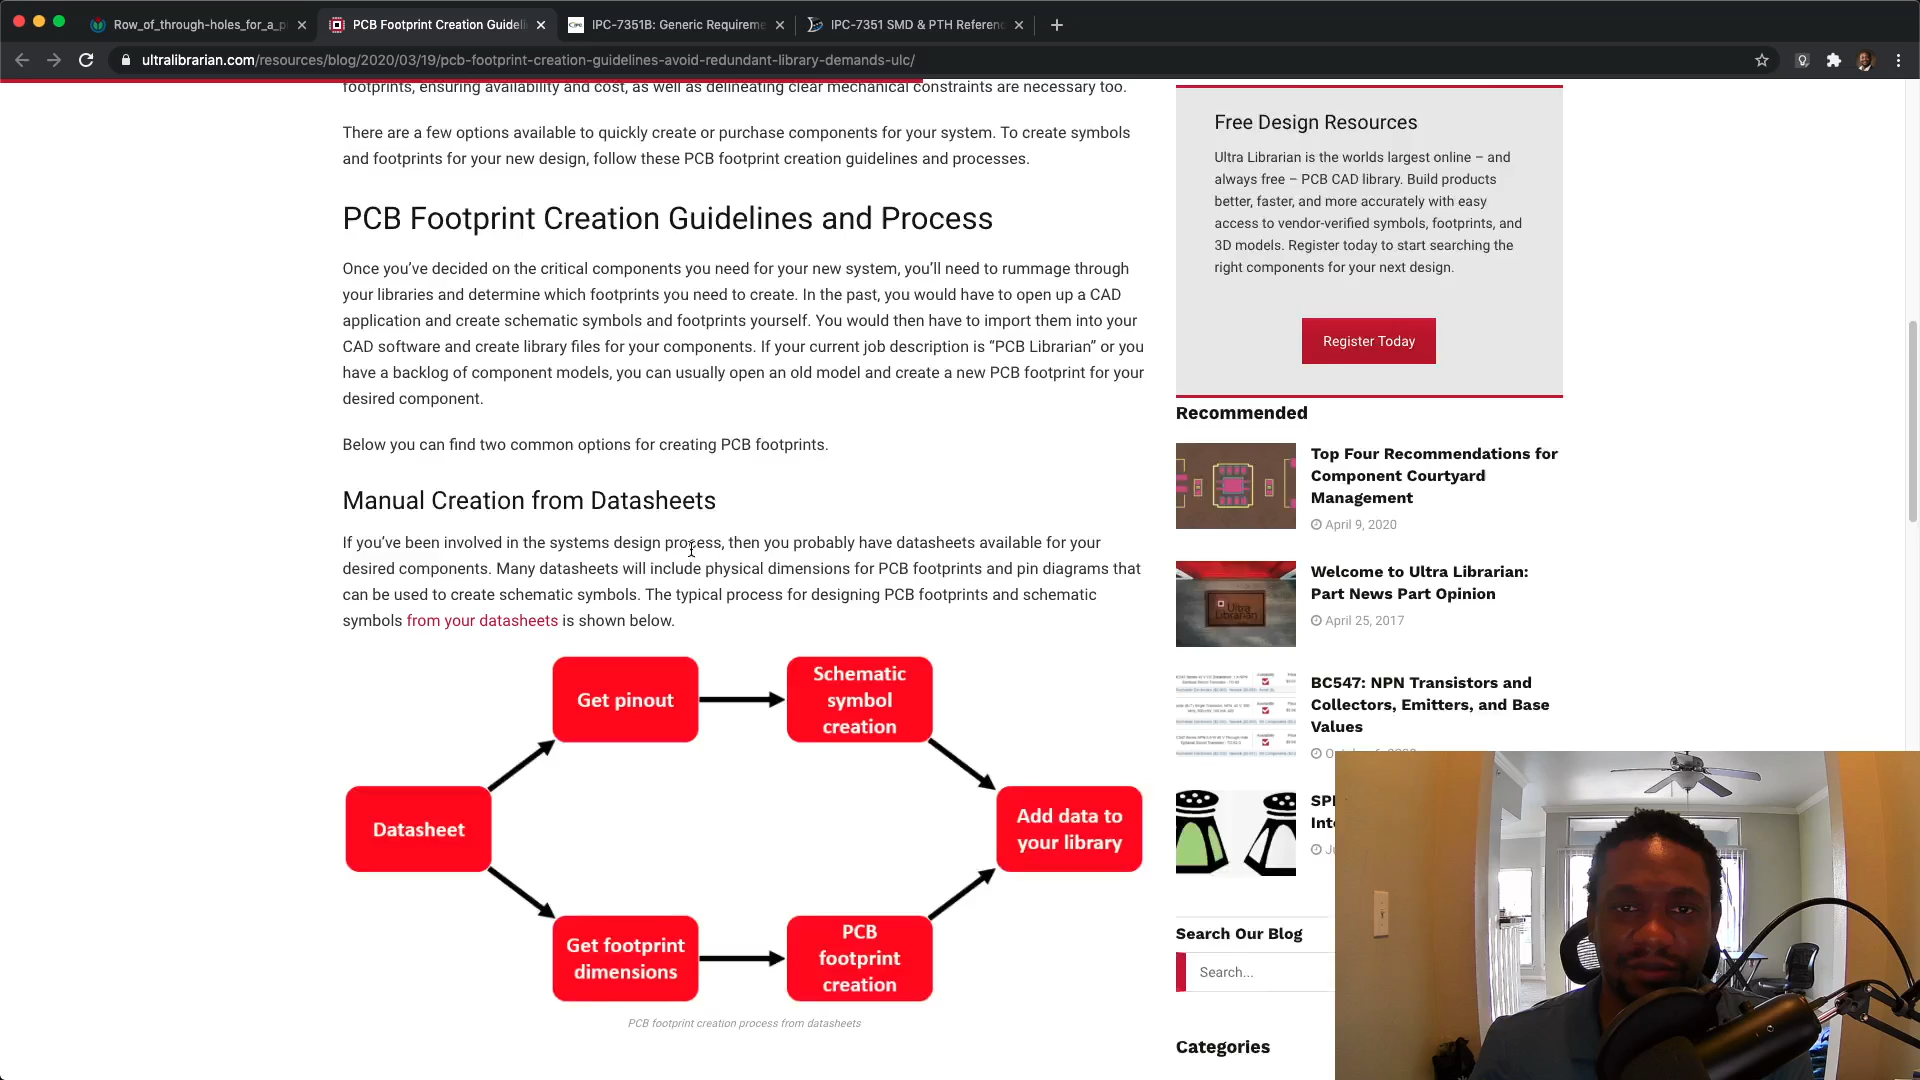 Row_of_through-holes_for_a_p
PCB Footprint Creation Guideli
IPC-7351B: Generic Requireme
IPC-7351 SMD & PTH Referen
ultralibrarian.com/resources/blog/2020/03/19/pcb-footprint-creation-guidelines-avoid-redundant-library-demands-ulc/
footprints, ensuring availability and cost, as well as delineating clear mechanical constraints are necessary too.
There are a few options available to quickly create or purchase components for your system. To create symbols
and footprints for your new design, follow these PCB footprint creation guidelines and processes.
PCB Footprint Creation Guidelines and Process
Once you’ve decided on the critical components you need for your new system, you’ll need to rummage through
your libraries and determine which footprints you need to create. In the past, you would have to open up a CAD
application and create schematic symbols and footprints yourself. You would then have to import them into your
CAD software and create library files for your components. If your current job description is “PCB Librarian” or you
have a backlog of component models, you can usually open an old model and create a new PCB footprint for your
desired component.
Below you can find two common options for creating PCB footprints.
Manual Creation from Datasheets
If you’ve been involved in the systems design process, then you probably have datasheets available for your
desired components. Many datasheets will include physical dimensions for PCB footprints and pin diagrams that
can be used to create schematic symbols. The typical process for designing PCB footprints and schematic
symbols from your datasheets is shown below.
Get pinout
Schematic
symbol
creation
Datasheet
Add data to
your library
Get footprint
dimensions
PCB
footprint
creation
PCB footprint creation process from datasheets
Free Design Resources
Ultra Librarian is the worlds largest online – and
always free – PCB CAD library. Build products
better, faster, and more accurately with easy
access to vendor-verified symbols, footprints, and
3D models. Register today to start searching the
right components for your next design.
Register Today
Recommended
Top Four Recommendations for
Component Courtyard
Management
April 9, 2020
Ultra
Librarian
Welcome to Ultra Librarian:
Part News Part Opinion
April 25, 2017
BC547: NPN Transistors and
Collectors, Emitters, and Base
Values
Search Our Blog
Search...
Categories